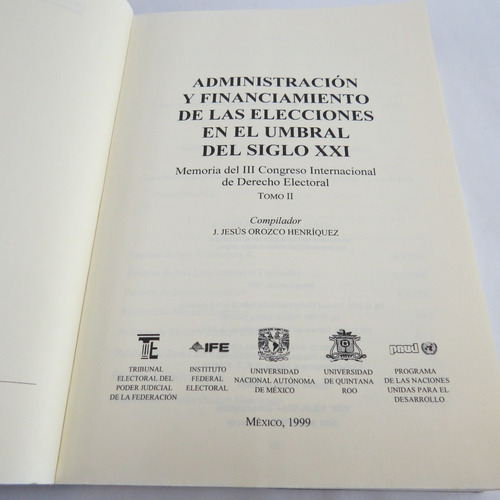 ADMINISTRACIÓN
Y FINANCIAMIENTO
DE LAS ELECCIONES
EN EL UMBRAL
DEL SIGLO XXI
Memoria del III Congreso Internacional
de Derecho Electoral
TOMO II
Compilador
J. JESÚS OROZCO HENRÍQUEZ
TRIBUNAL
ELECTORAL DEL
PODER JUDICIAL
DE LA FEDERACIÓN
IFE
INSTITUTO
FEDERAL
ELECTORAL
UNIVERSIDAD
NACIONAL AUTÓNOMA
DE MÉXICO
UNIVERSIDAD
DE QUINTANA
ROO
pnud
PROGRAMA
DE LAS NACIONES
UNIDAS PARA EL
DESARROLLO
MÉXICO, 1999